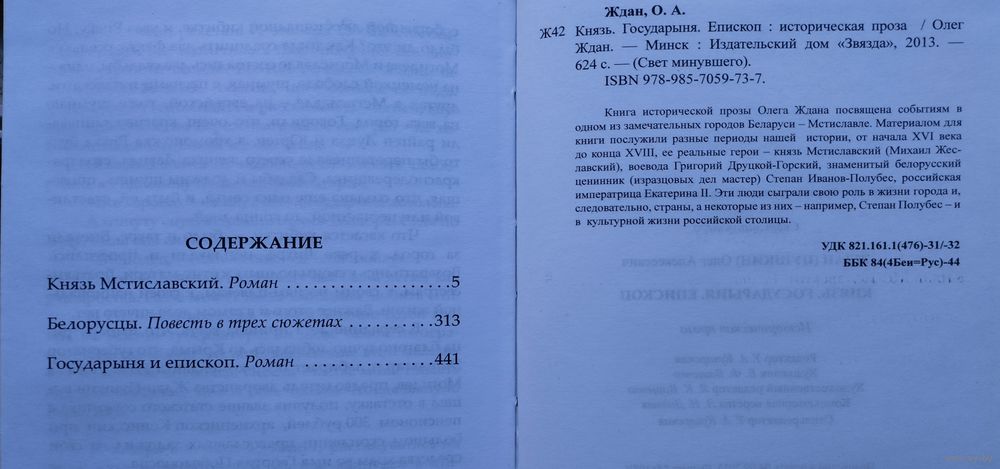 СОДЕРЖАНИЕ
Князь Мстиславский. Роман ....................5
Белорусцы. Повесть в трех сюжетах ..........313
Государыня и епископ. Роман ...............441
Ждан, О. А.
Ж42 Князь. Государыня. Епископ : историческая проза / Олег
Ждан. — Минск : Издательский дом «Звязда», 2013. —
624 с. — (Свет минувшего).
ISBN 978-985-7059-73-7.
Книга исторической прозы Олега Ждана посвящена событиям в
одном из замечательных городов Беларуси – Мстиславле. Материалом для
книги послужили разные периоды нашей истории, от начала XVI века
до конца XVIII, ее реальные герои – князь Мстиславский (Михаил Жес-
лавский), воевода Григорий Друцкой-Горский, знаменитый белорусский
ценинник (изразцовых дел мастер) Степан Иванов-Полубес, российская
императрица Екатерина II. Эти люди сыграли свою роль в жизни города и,
следовательно, страны, а некоторые из них – например, Степан Полубес – и
в культурной жизни российской столицы.
УДК 821.161.1(476)-31/-32
ББК 84(4Беи=Рус)-44